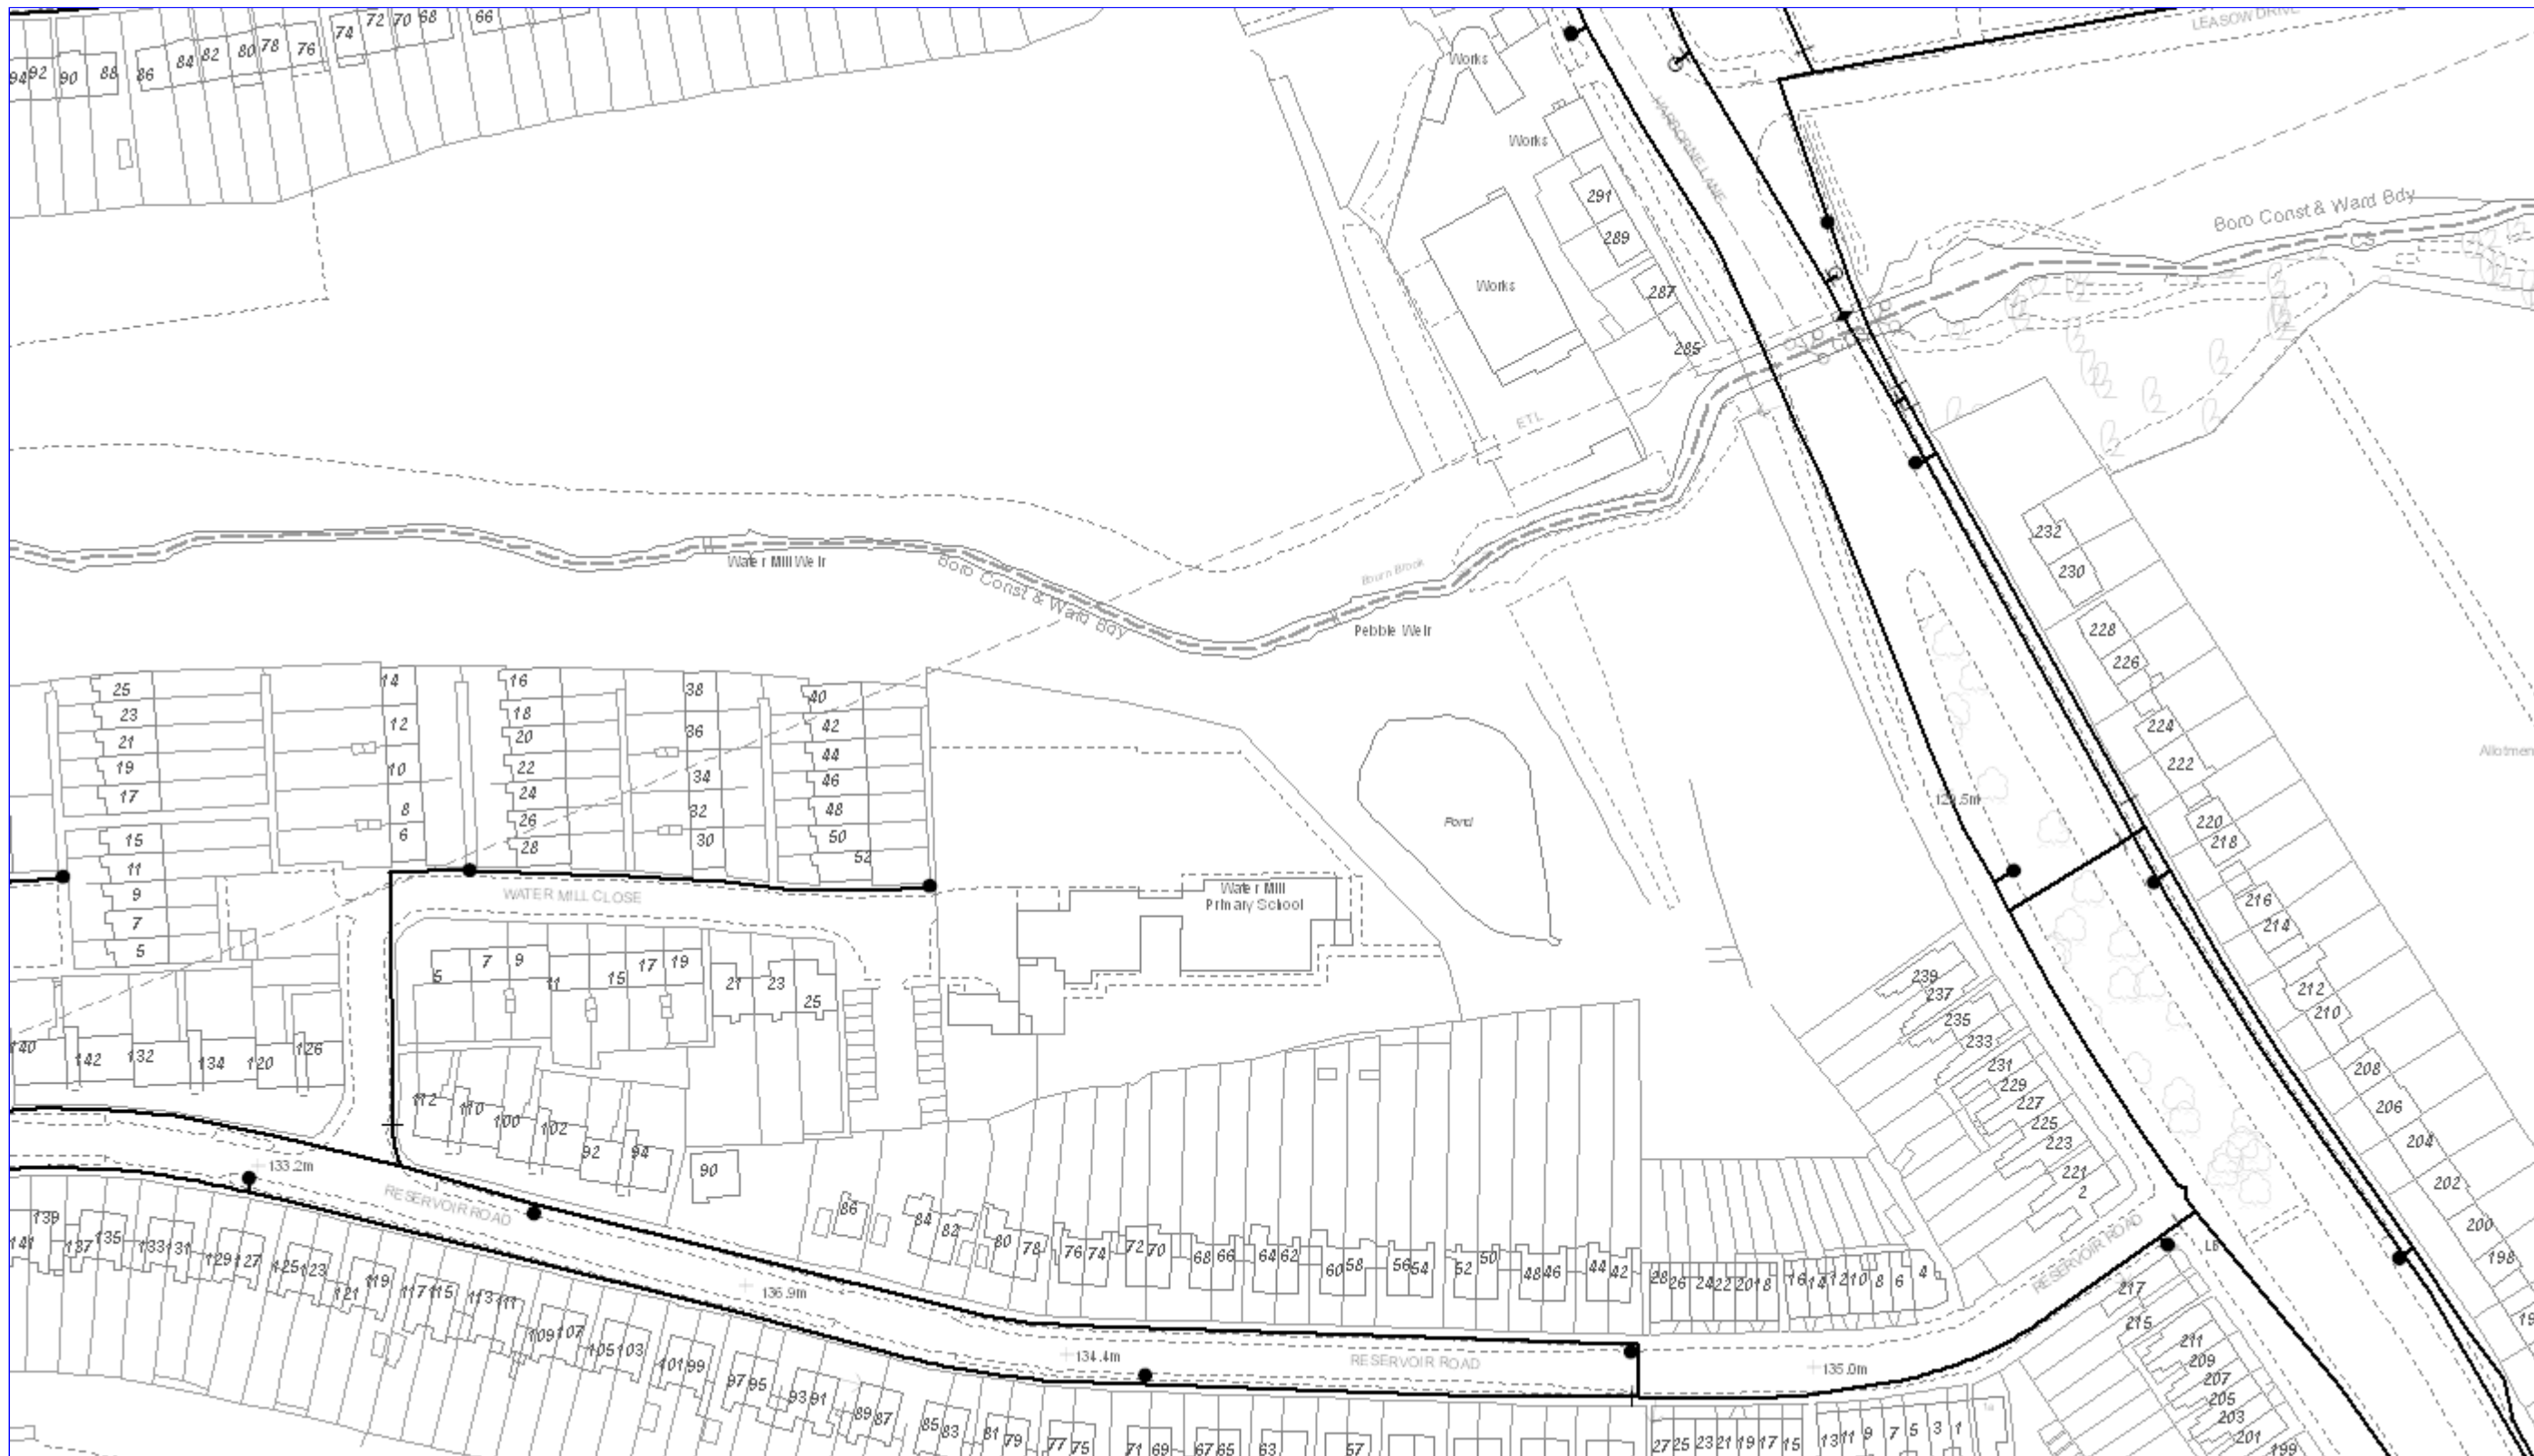 72 70 68 66
74
94 92 90 88 86 84 82 80 78 76
LEASOW DRIVE
Works
HARBORNE LANE
Works
291
289
Works
287
285
Boro Const & Ward Bdy
CS
ETL
Water Mill Weir
Boro Const & Ward Bdy
Bourn Brook
Pebble Weir
232
230
228
226
224
222
220
218
216
214
212
210
208
206
204
202
200
198
25
23
21
19
17
15
11
9
7
5
14
12
10
8
6
16
18
20
22
24
26
28
38
36
34
32
30
40
42
44
46
48
50
52
Pond
WATER MILL CLOSE
Water Mill
Primary School
5 7 9 11 15 17 19 21 23 25
239
237
235
233
231
229
227
225
223
221
2
140 142 132 134 120 126
112 110 100 102 92 94 90
133.2m
RESERVOIR ROAD
86 84 82 80 78 76 74 72 70 68 66 64 62 60 58 56 54 52 50 48 46 44 42
28 26 24 22 20 18 16 14 12 10 8 6 4
RESERVOIR ROAD
LB
141 139 137 135 133 131 129 127 125 123 121 119 117 115 113 111 109 107 105 103 101 99 97 95 93 91 89 87 85 83 81 79 77 75 71 69 67 65 63 57
136.9m
134.4m
RESERVOIR ROAD
135.0m
27 25 23 21 19 17 15 13 11 9 7 5 3 1
217
215
211
209
207
205
203
201
199